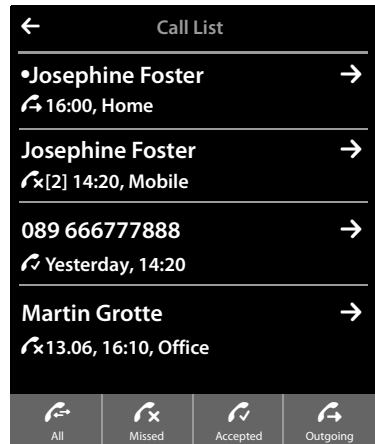 Call List
•Josephine Foster
16:00, Home
Josephine Foster
[2] 14:20, Mobile
089 666777888
Yesterday, 14:20
Martin Grotte
13.06, 16:10, Office
All Missed Accepted Outgoing